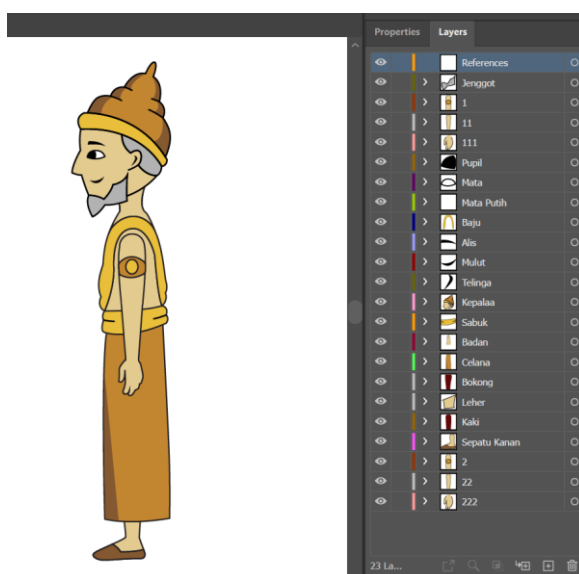 Properties Layers
References
Jenggot
1
11
111
Pupil
Mata
Mata Putih
Baju
Alis
Mulut
Telinga
Kepalaa
Sabuk
Badan
Celana
Bokong
Leher
Kaki
Sepatu Kanan
2
22
222
23 La...